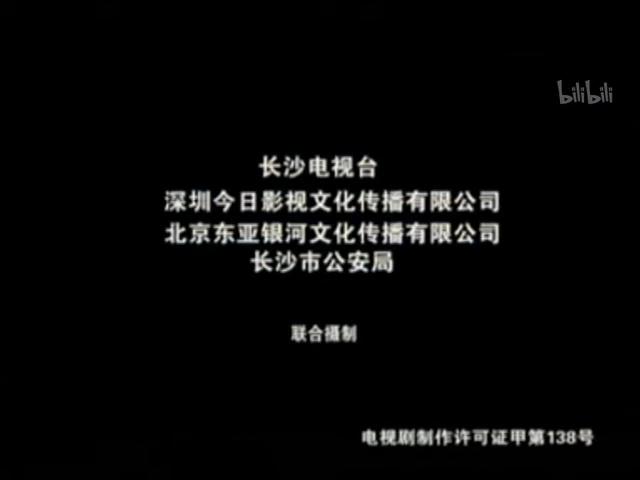 bilibili
长沙电视台
深圳今日影视文化传播有限公司
北京东亚银河文化传播有限公司
长沙市公安局
联合摄制
电视剧制作许可证甲第138号